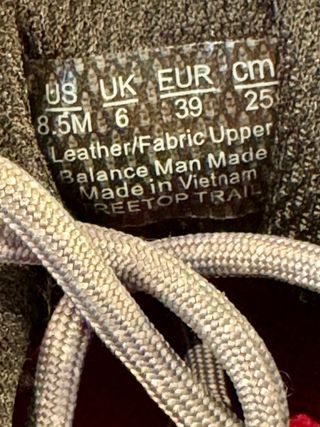 US UK EUR cm
8.5M 6 39 25
Leather/Fabric Upper
Balance Man Made
Made in Vietnam
REETOP TRAIL